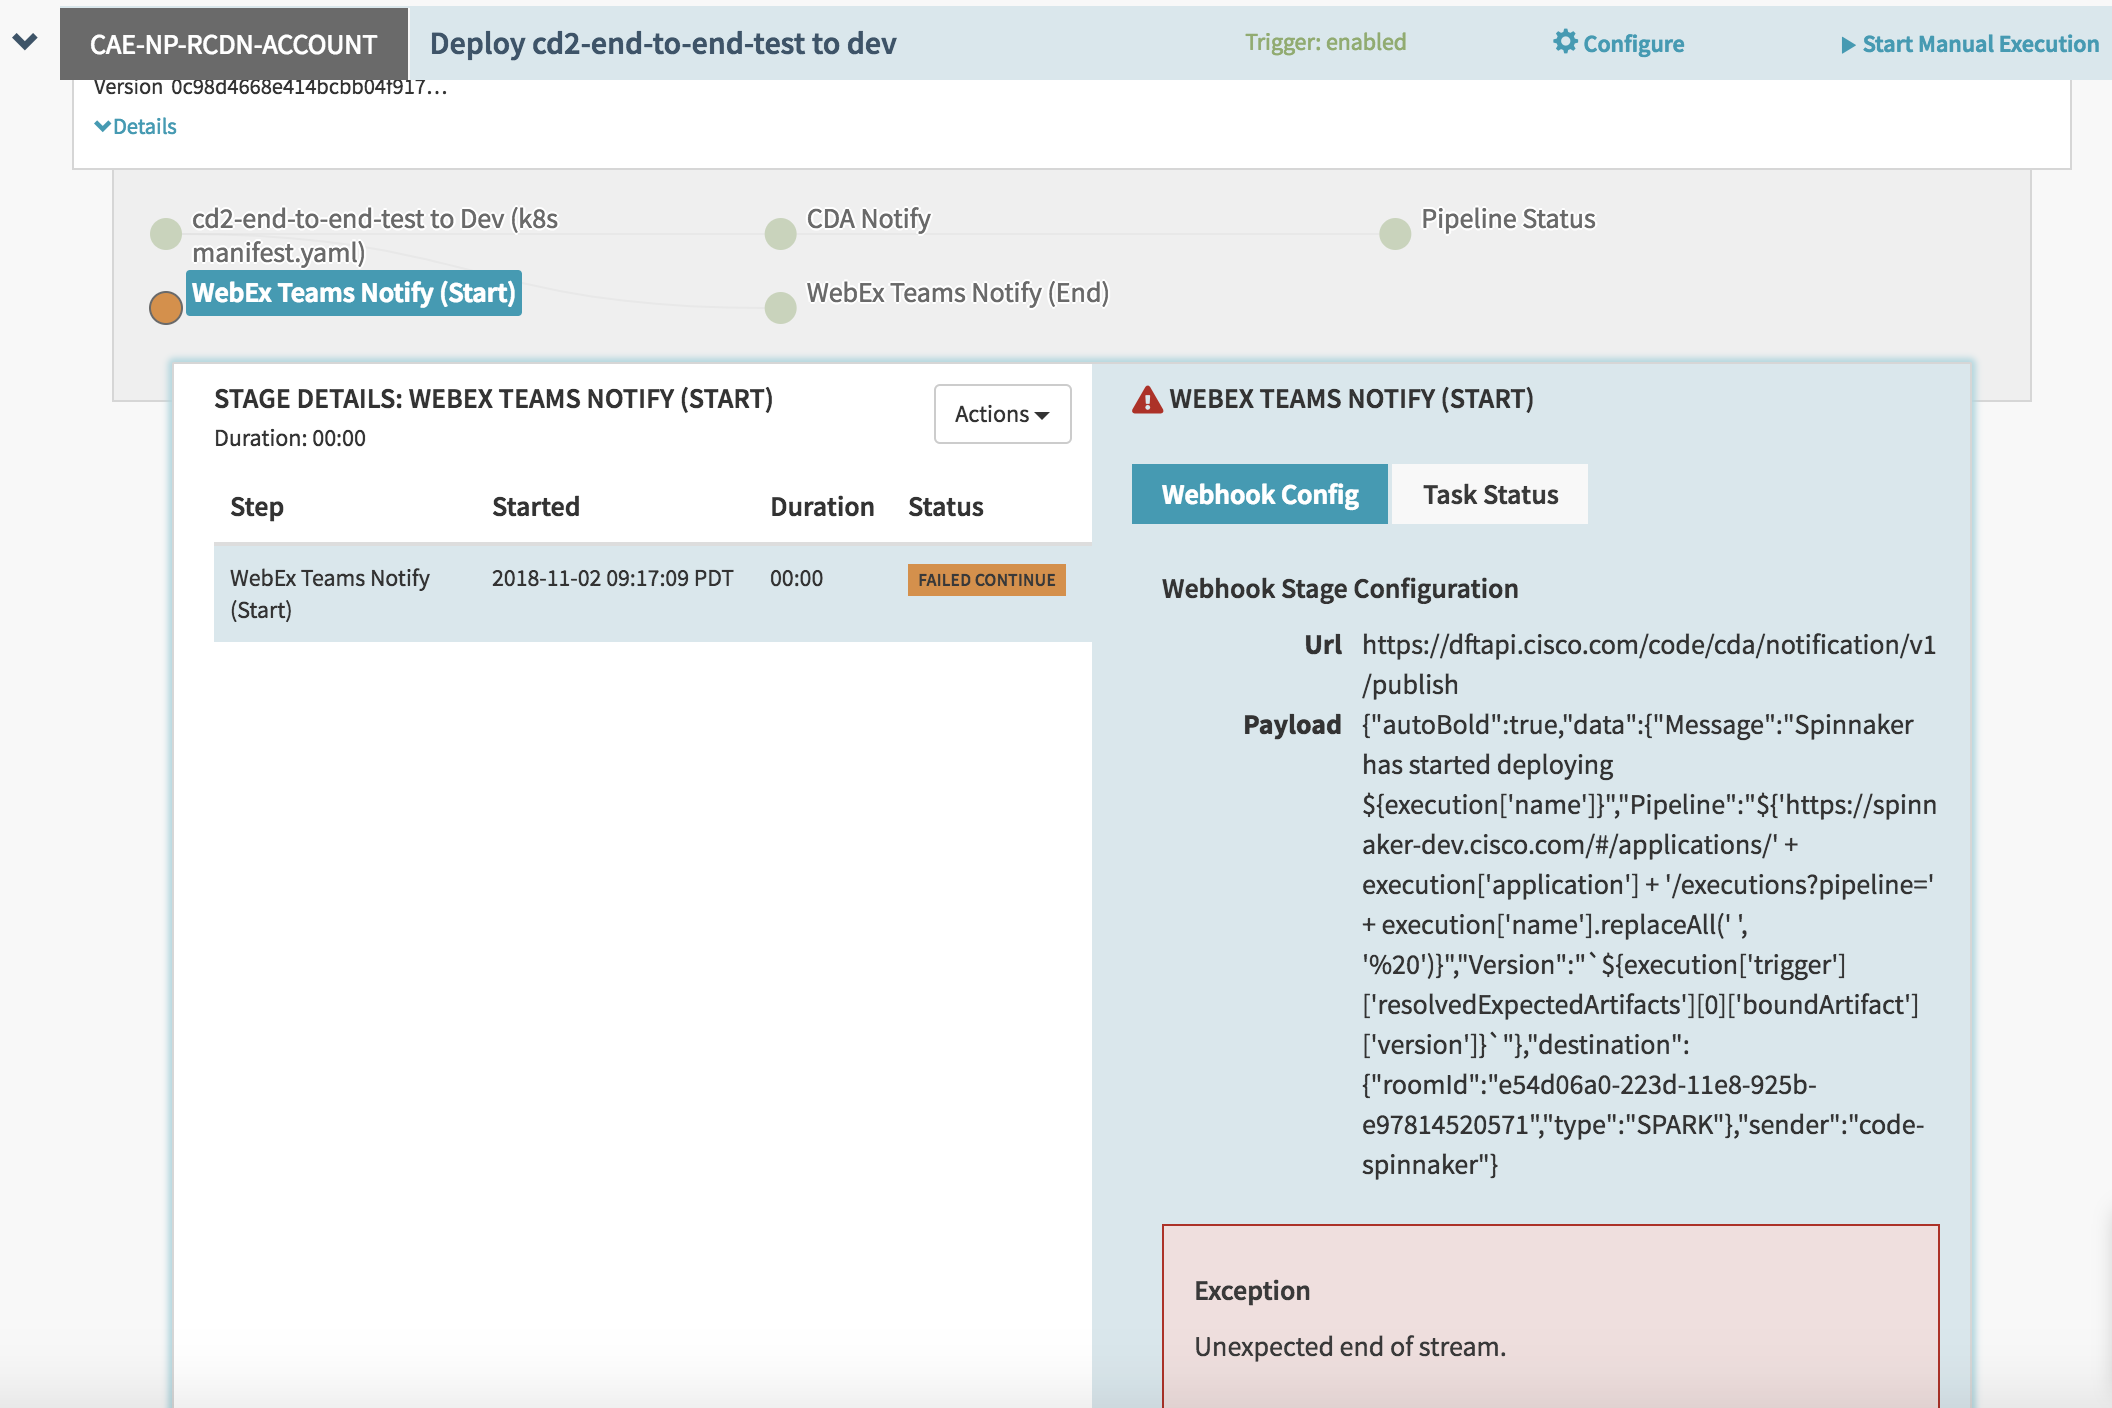 CAE-NP-RCDN-ACCOUNT
Deploy cd2-end-to-end-test to dev
Trigger: enabled
Configure
Start Manual Execution
Version 0c98d4668e414bcbb04f917...
Details
cd2-end-to-end-test to Dev (k8s
manifest.yaml)
CDA Notify
Pipeline Status
WebEx Teams Notify (Start)
WebEx Teams Notify (End)
STAGE DETAILS: WEBEX TEAMS NOTIFY (START)
Duration: 00:00
Actions
Step Started Duration Status
WebEx Teams Notify
(Start)
2018-11-02 09:17:09 PDT
00:00
FAILED CONTINUE
WEBEX TEAMS NOTIFY (START)
Webhook Config
Task Status
Webhook Stage Configuration
Url https://dftapi.cisco.com/code/cda/notification/v1
/publish
Payload {"autoBold":true,"data":{"Message":"Spinnaker
has started deploying
${execution['name']}","Pipeline":"${'https://spinn
aker-dev.cisco.com/#/applications/' +
execution['application'] + '/executions?pipeline='
+ execution['name'].replaceAll(' ',
'%20')}","Version":"`${execution['trigger']
['resolvedExpectedArtifacts'][0]['boundArtifact']
['version']}`"},"destination":
{"roomId":"e54d06a0-223d-11e8-925b-
e97814520571","type":"SPARK"},"sender":"code-
spinnaker"}
Exception
Unexpected end of stream.